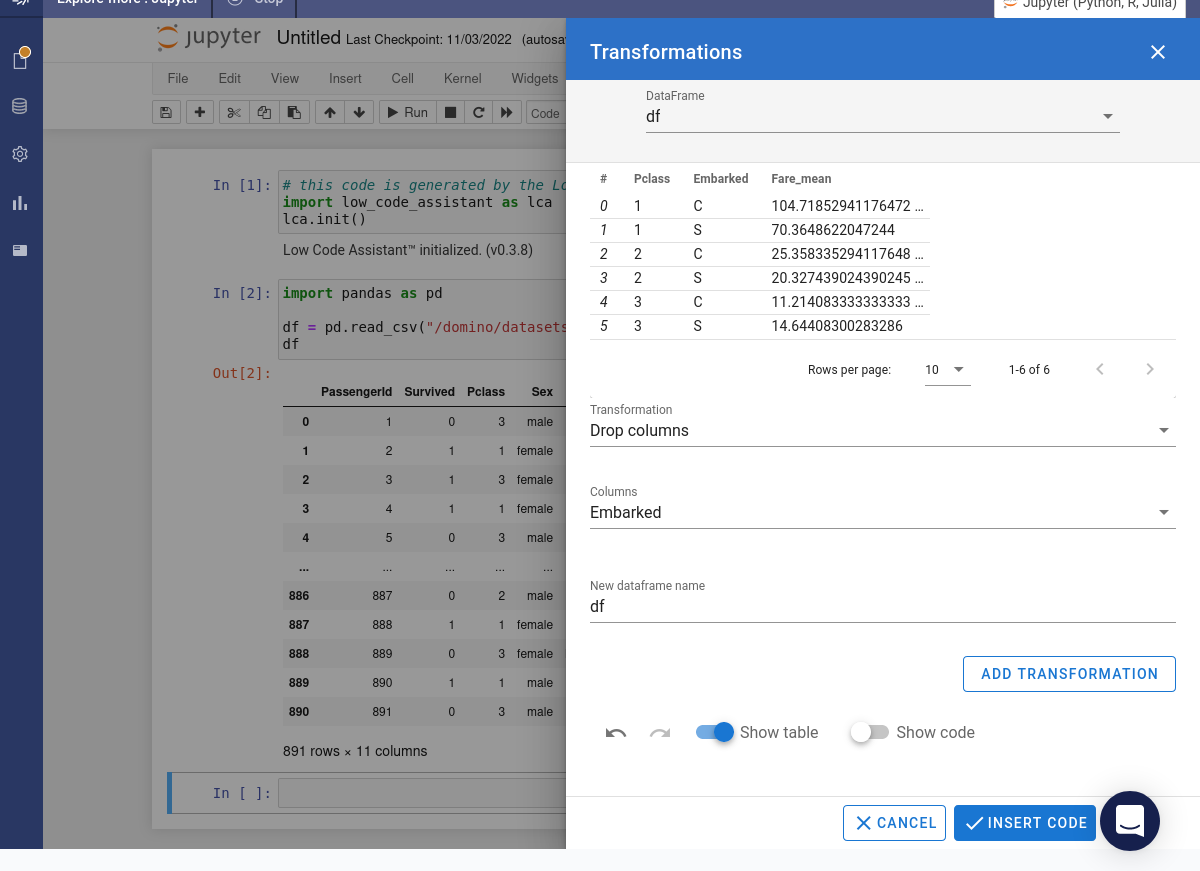 Explore more : Jupyter
Stop
Jupyter (Python, R, Julia)
jupyter Untitled Last Checkpoint: 11/03/2022 (autosa
File Edit View Insert Cell Kernel Widgets
Run Code
In [1]: # this code is generated by the Lo
import low_code_assistant as lca
lca.init()
Low Code Assistant™ initialized. (v0.3.8)
In [2]: import pandas as pd
df = pd.read_csv("/domino/datasets
df
Out[2]:
PassengerId Survived Pclass Sex
0 1 0 3 male
1 2 1 1 female
2 3 1 3 female
3 4 1 1 female
4 5 0 3 male
... ... ... ... ...
886 887 0 2 male
887 888 1 1 female
888 889 0 3 female
889 890 1 1 male
890 891 0 3 male
891 rows × 11 columns
In [ ]:
Transformations
DataFrame
df
# Pclass Embarked Fare_mean
0 1 C 104.71852941176472 ...
1 1 S 70.3648622047244
2 2 C 25.358335294117648 ...
3 2 S 20.327439024390245 ...
4 3 C 11.214083333333333 ...
5 3 S 14.64408300283286
Rows per page: 10 1-6 of 6
Transformation
Drop columns
Columns
Embarked
New dataframe name
df
ADD TRANSFORMATION
Show table Show code
CANCEL INSERT CODE